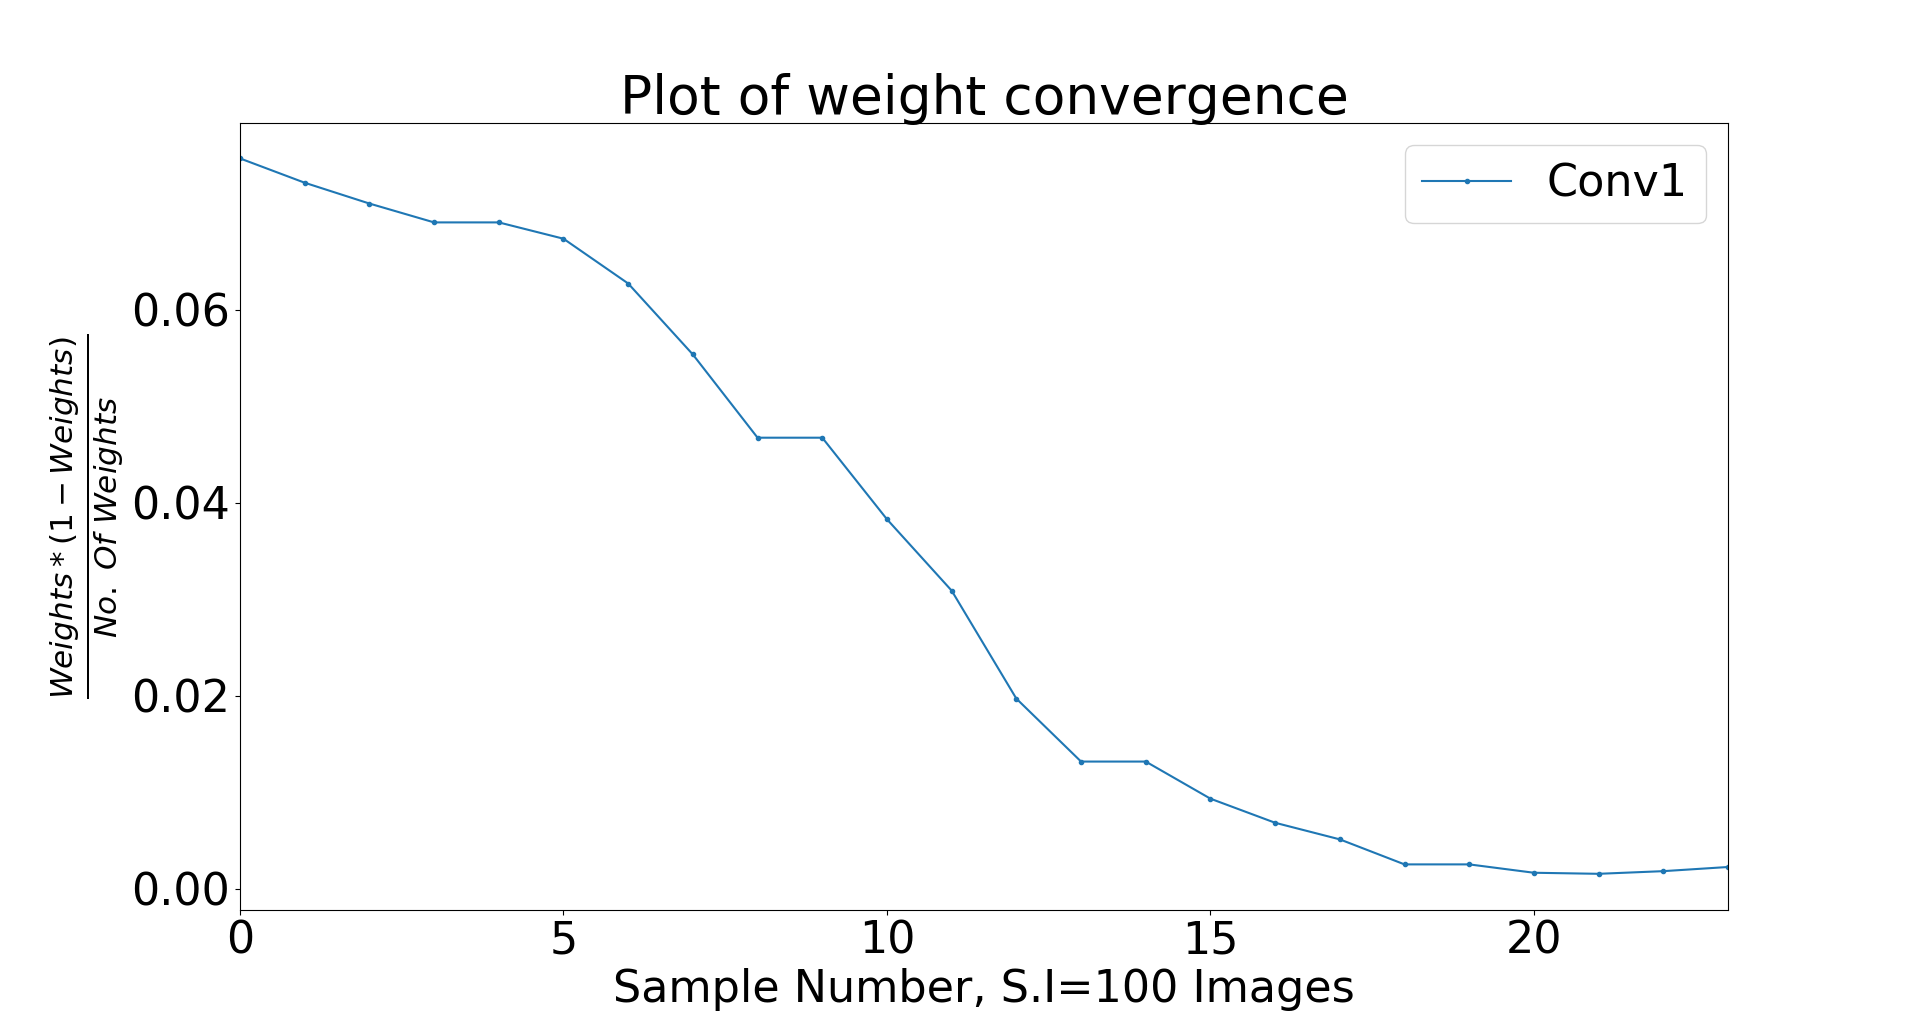 Plot of weight convergence
Conv1
Weights * (1 − Weights)
No. Of Weights
0.06
0.04
0.02
0.00
0 5 10 15 20
Sample Number, S.I=100 Images